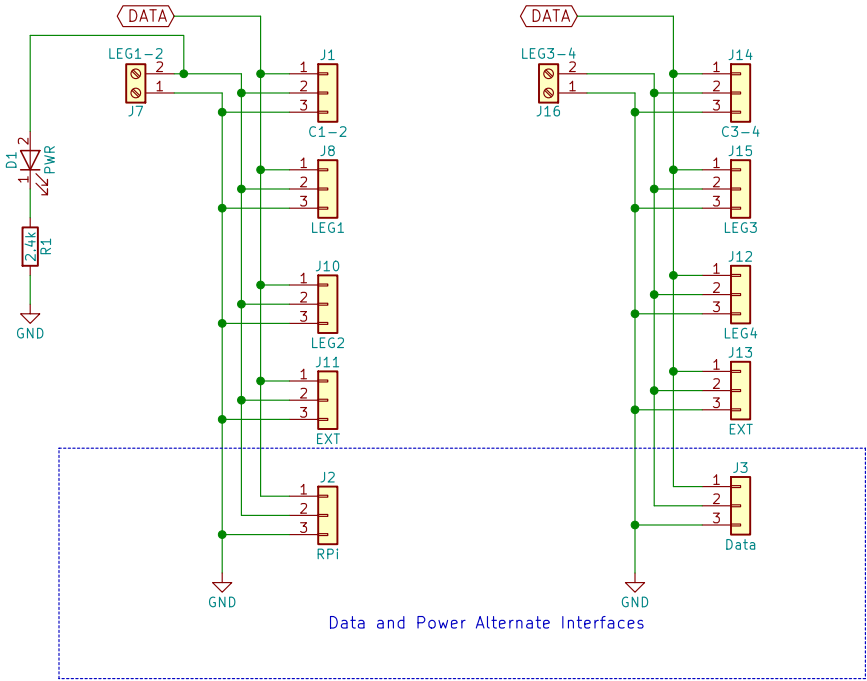 DATA
DATA
LEG1-2
2
1
J7
J1
1
2
3
C1-2
LEG3-4
2
1
J16
J14
1
2
3
C3-4
D1
2
1
PWR
J8
1
2
3
LEG1
J15
1
2
3
LEG3
2.4k
R1
GND
J10
1
2
3
LEG2
J12
1
2
3
LEG4
J11
1
2
3
EXT
J13
1
2
3
EXT
J2
1
2
3
RPi
J3
1
2
3
Data
GND
GND
Data and Power Alternate Interfaces